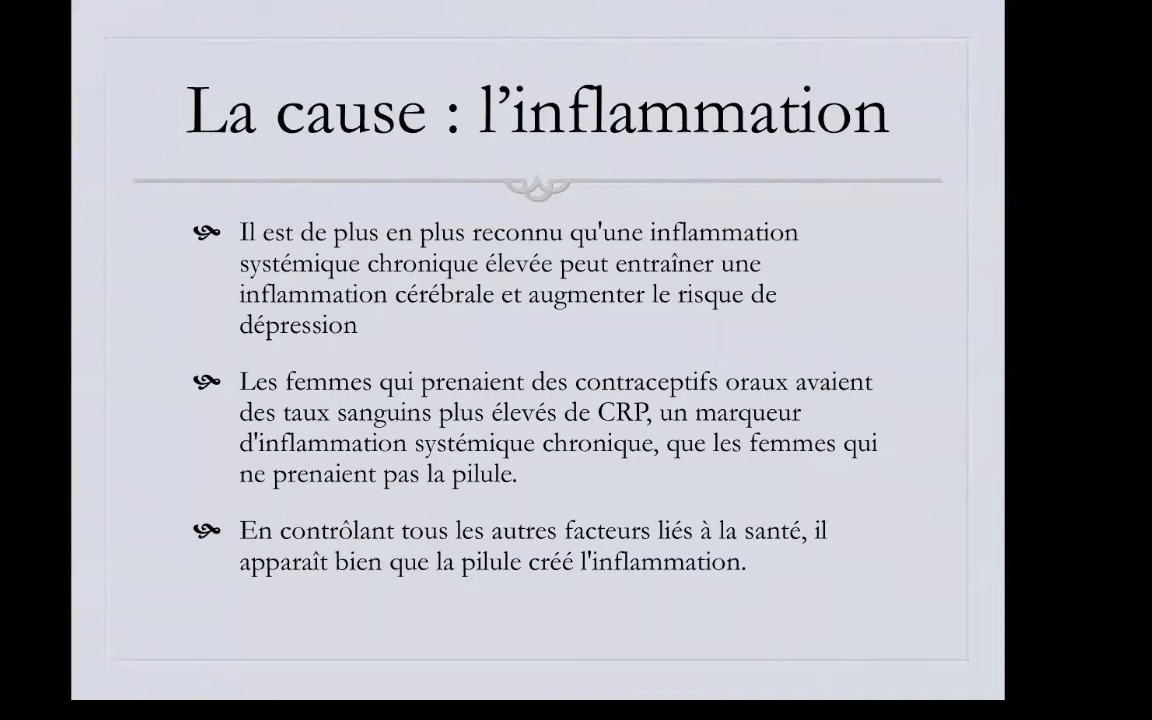 La cause : l’inflammation
Il est de plus en plus reconnu qu'une inflammation
systémique chronique élevée peut entraîner une
inflammation cérébrale et augmenter le risque de
dépression
Les femmes qui prenaient des contraceptifs oraux avaient
des taux sanguins plus élevés de CRP, un marqueur
d'inflammation systémique chronique, que les femmes qui
ne prenaient pas la pilule.
En contrôlant tous les autres facteurs liés à la santé, il
apparaît bien que la pilule créé l'inflammation.